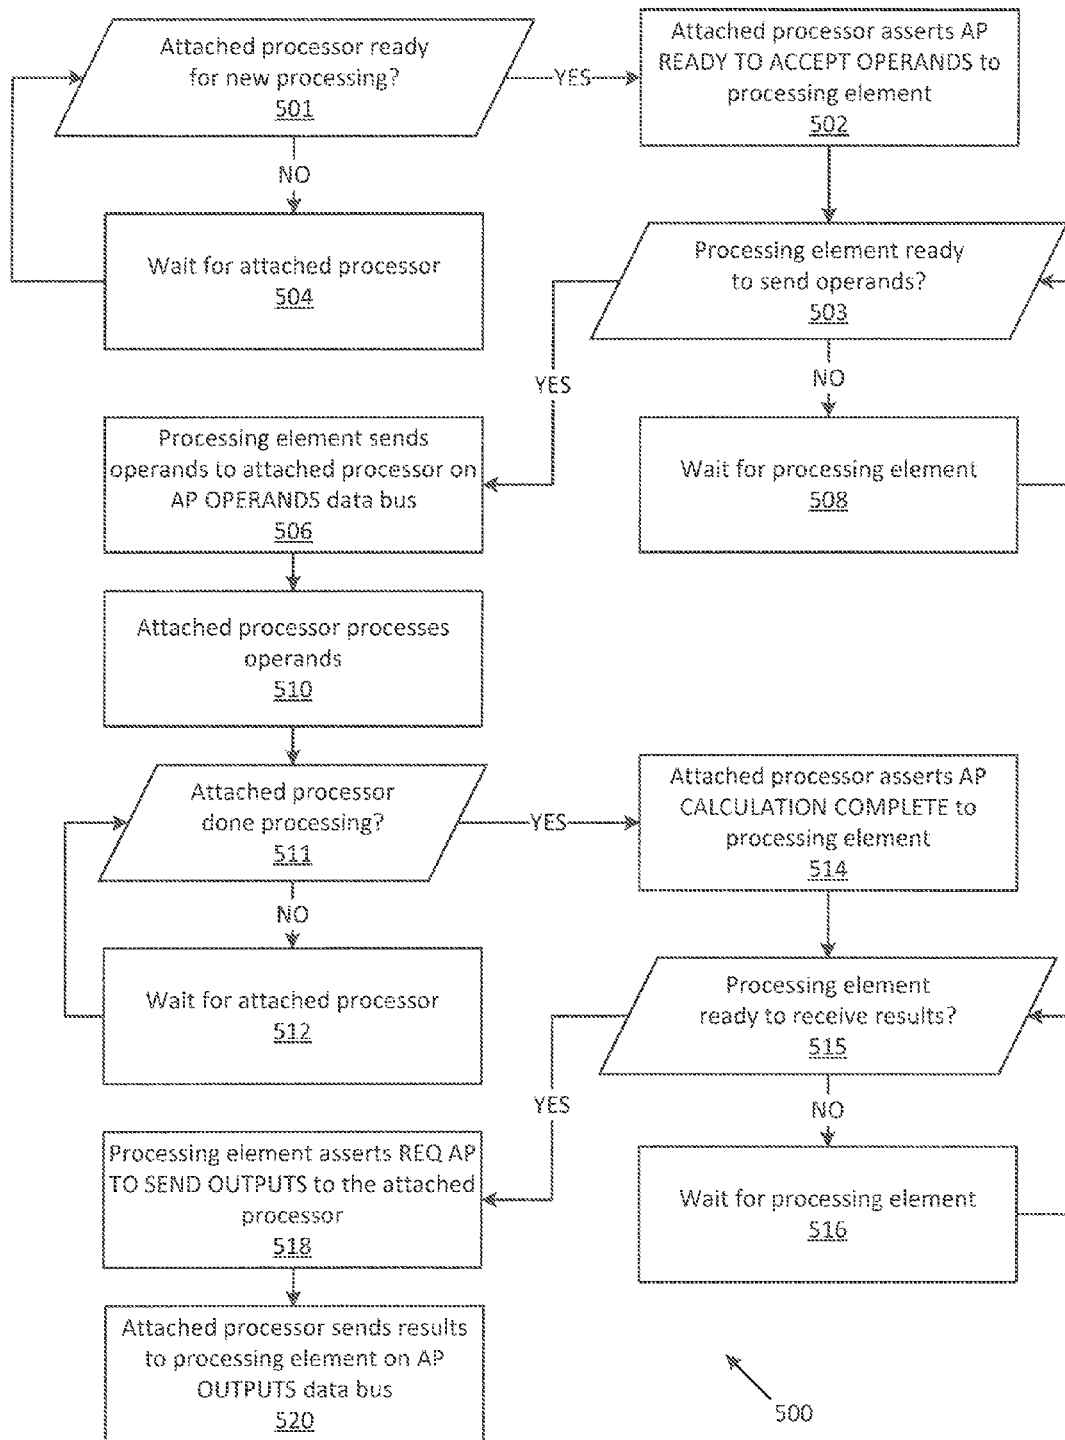 Attached processor ready
for new processing?
501
YES
Attached processor asserts AP
READY TO ACCEPT OPERANDS to
processing element
502
NO
Wait for attached processor
504
Processing element ready
to send operands?
503
YES
NO
Processing element sends
operands to attached processor on
AP OPERANDS data bus
506
Wait for processing element
508
Attached processor processes
operands
510
Attached processor
done processing?
511
YES
Attached processor asserts AP
CALCULATION COMPLETE to
processing element
514
NO
Wait for attached processor
512
Processing element
ready to receive results?
515
YES
NO
Processing element asserts REQ AP
TO SEND OUTPUTS to the attached
processor
518
Wait for processing element
516
Attached processor sends results
to processing element on AP
OUTPUTS data bus
520
500